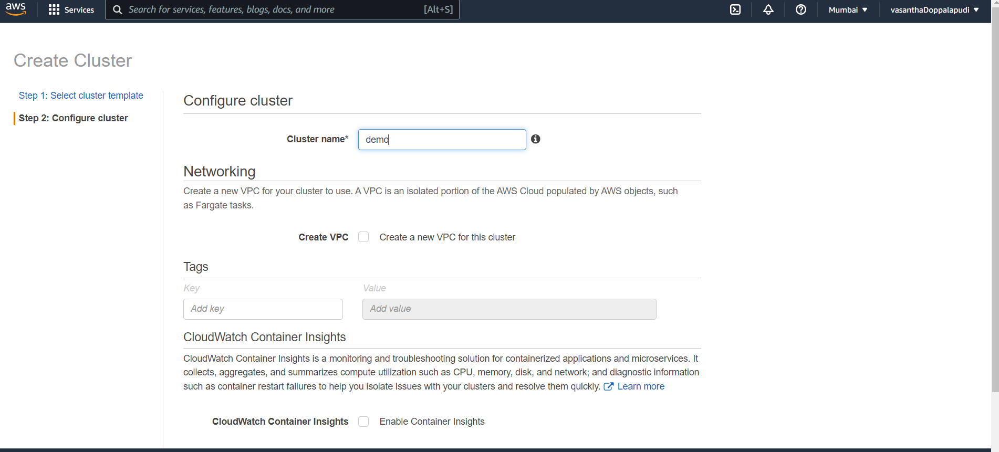 aws Services Search for services, features, blogs, docs, and more [Alt+S] Mumbai ▼ vasanthaDoppalapudi ▼
Create Cluster
Step 1: Select cluster template
Step 2: Configure cluster
Configure cluster
Cluster name* demo
Networking
Create a new VPC for your cluster to use. A VPC is an isolated portion of the AWS Cloud populated by AWS objects, such
as Fargate tasks.
Create VPC Create a new VPC for this cluster
Tags
Key Value
Add key Add value
CloudWatch Container Insights
CloudWatch Container Insights is a monitoring and troubleshooting solution for containerized applications and microservices. It
collects, aggregates, and summarizes compute utilization such as CPU, memory, disk, and network; and diagnostic information
such as container restart failures to help you isolate issues with your clusters and resolve them quickly. Learn more
CloudWatch Container Insights Enable Container Insights